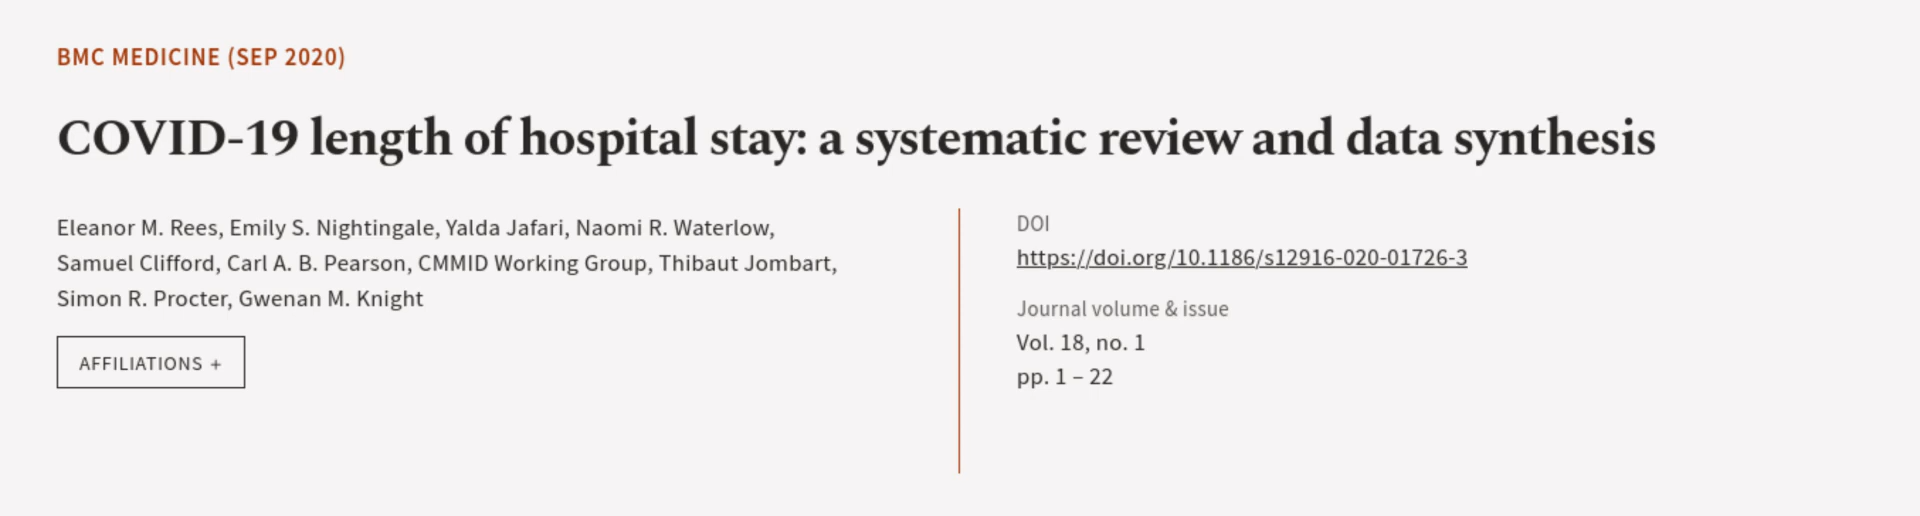 BMC MEDICINE (SEP 2020)
COVID-19 length of hospital stay: a systematic review and data synthesis
Eleanor M. Rees, Emily S. Nightingale, Yalda Jafari, Naomi R. Waterlow,
Samuel Clifford, Carl A. B. Pearson, CMMID Working Group, Thibaut Jombart,
Simon R. Procter, Gwenan M. Knight
AFFILIATIONS +
DOI
https://doi.org/10.1186/s12916-020-01726-3
Journal volume & issue
Vol. 18, no. 1
pp. 1 – 22